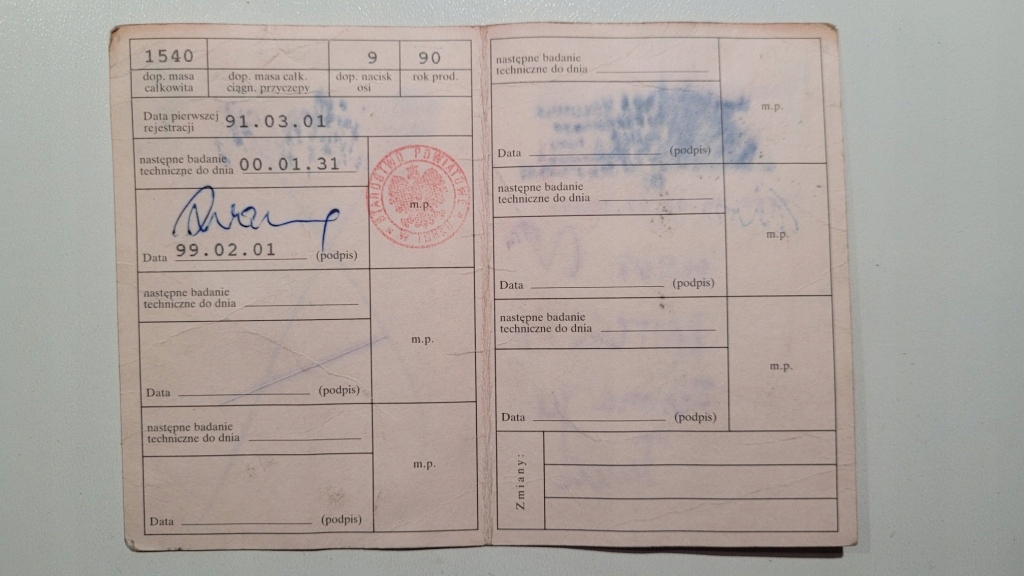 1540 9 90
dop. masa całkowita
dop. masa całk. ciągn. przyczepy
dop. nacisk osi
rok prod.
Data pierwszej rejestracji 91.03.01
następne badanie
techniczne do dnia 00.01.31
STAROSTWO POWIATOWE
m.p.
99.02.01
Data (podpis)
następne badanie
techniczne do dnia
m.p.
Data (podpis)
następne badanie
techniczne do dnia
m.p.
Data (podpis)
następne badanie
techniczne do dnia
m.p.
Data (podpis)
następne badanie
techniczne do dnia
m.p.
Data (podpis)
następne badanie
techniczne do dnia
m.p.
Data (podpis)
Zmiany: